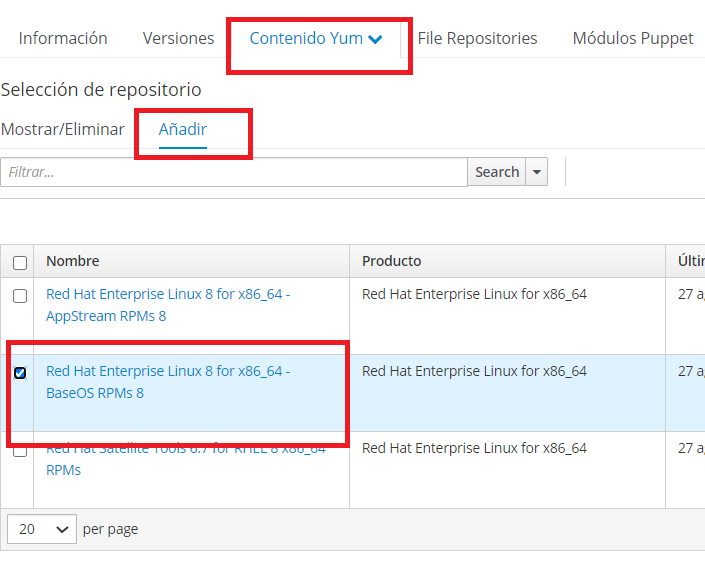 Información Versiones Contenido Yum File Repositories Módulos Puppet
Selección de repositorio
Mostrar/Eliminar Añadir
Filtrar... Search
Nombre Producto Últi
Red Hat Enterprise Linux 8 for x86_64 - Red Hat Enterprise Linux for x86_64 27 a
AppStream RPMs 8
Red Hat Enterprise Linux 8 for x86_64 - Red Hat Enterprise Linux for x86_64 27 a
BaseOS RPMs 8
Red Hat Satellite Tools 6.7 for RHEL 8 x86_64 Red Hat Enterprise Linux for x86_64 27 a
RPMs
20 per page